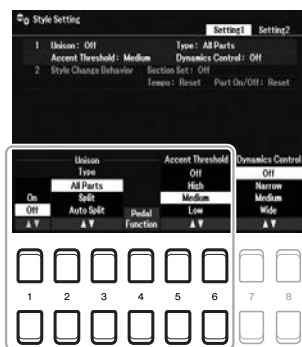 Style Setting
Setting1 Setting2
1 Unison: Off Type: All Parts
Accent Threshold: Medium Dynamics Control: Off
2 Style Change Behavior Section Set: Off
Tempo: Reset Part On/Off: Reset
Unison Accent Threshold Dynamics Control
Type Off Off
All Parts High Narrow
On Split Medium Medium
Off Auto Split Pedal Function Low Wide
▲▼ ▲▼ ▲▼ ▲▼
1 2 3 4 5 6 7 8